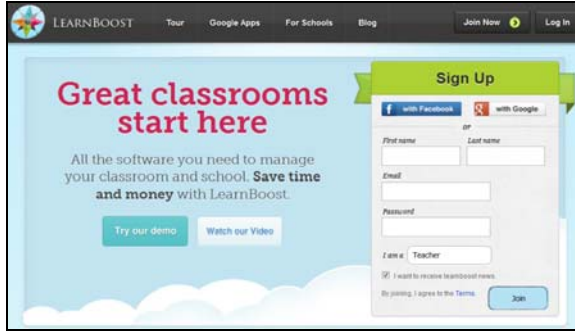 LEARNBOOST
Tour
Google Apps
For Schools
Blog
Join Now
Log In
Great classrooms
start here
All the software you need to manage
your classroom and school. Save time
and money with LearnBoost.
Try our demo
Watch our Video
Sign Up
with Facebook
with Google
or
First name
Last name
Email
Password
I am a Teacher
I want to receive learnboost news.
By joining, I agree to the Terms.
Join